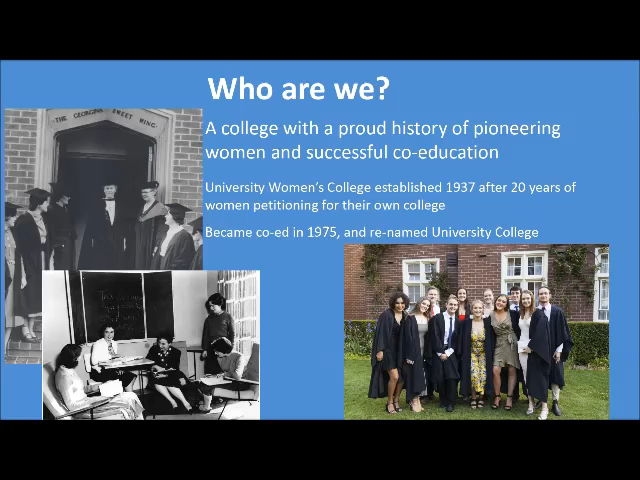 Who are we?
A college with a proud history of pioneering
women and successful co-education
University Women's College established 1937 after 20 years of
women petitioning for their own college
Became co-ed in 1975, and re-named University College
THE GEORGINA SWEET WING